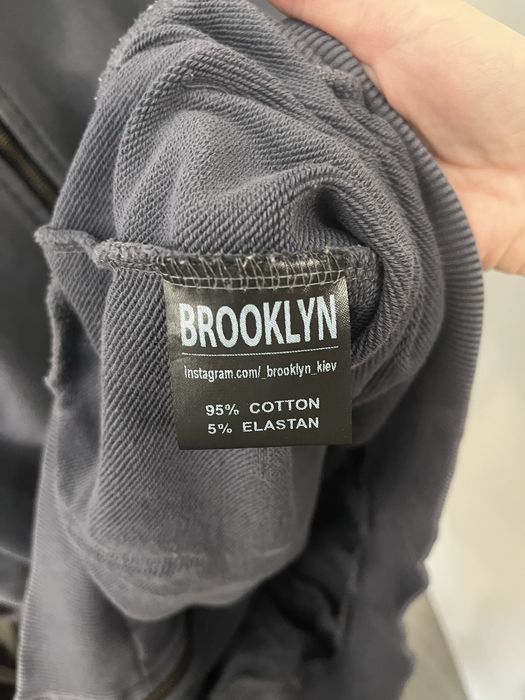 BROOKLYN
Instagram.com/_brooklyn_kiev
95% COTTON
5% ELASTAN